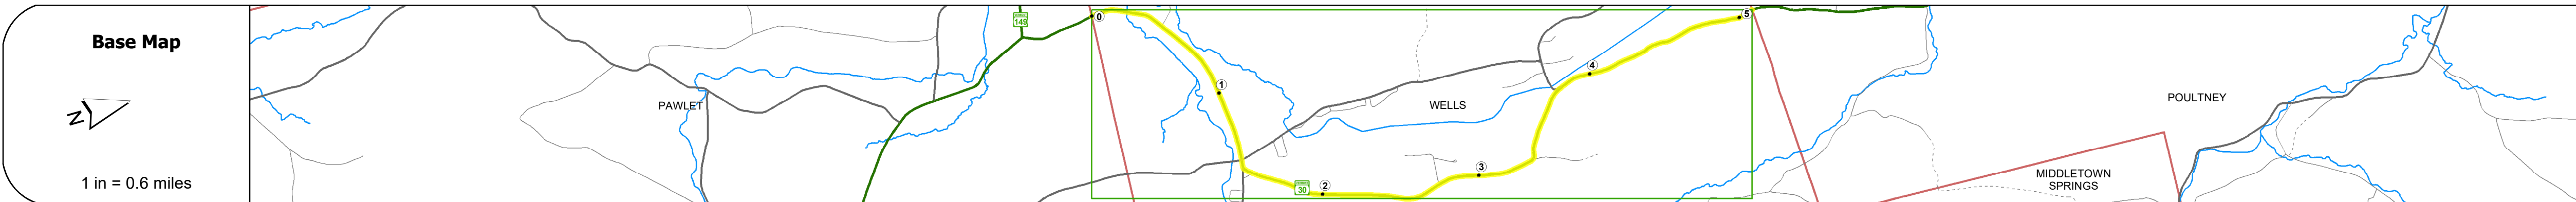 Base Map
N
1 in = 0.6 miles
PAWLET
149
0
1
30
2
WELLS
3
4
5
POULTNEY
MIDDLETOWN
SPRINGS